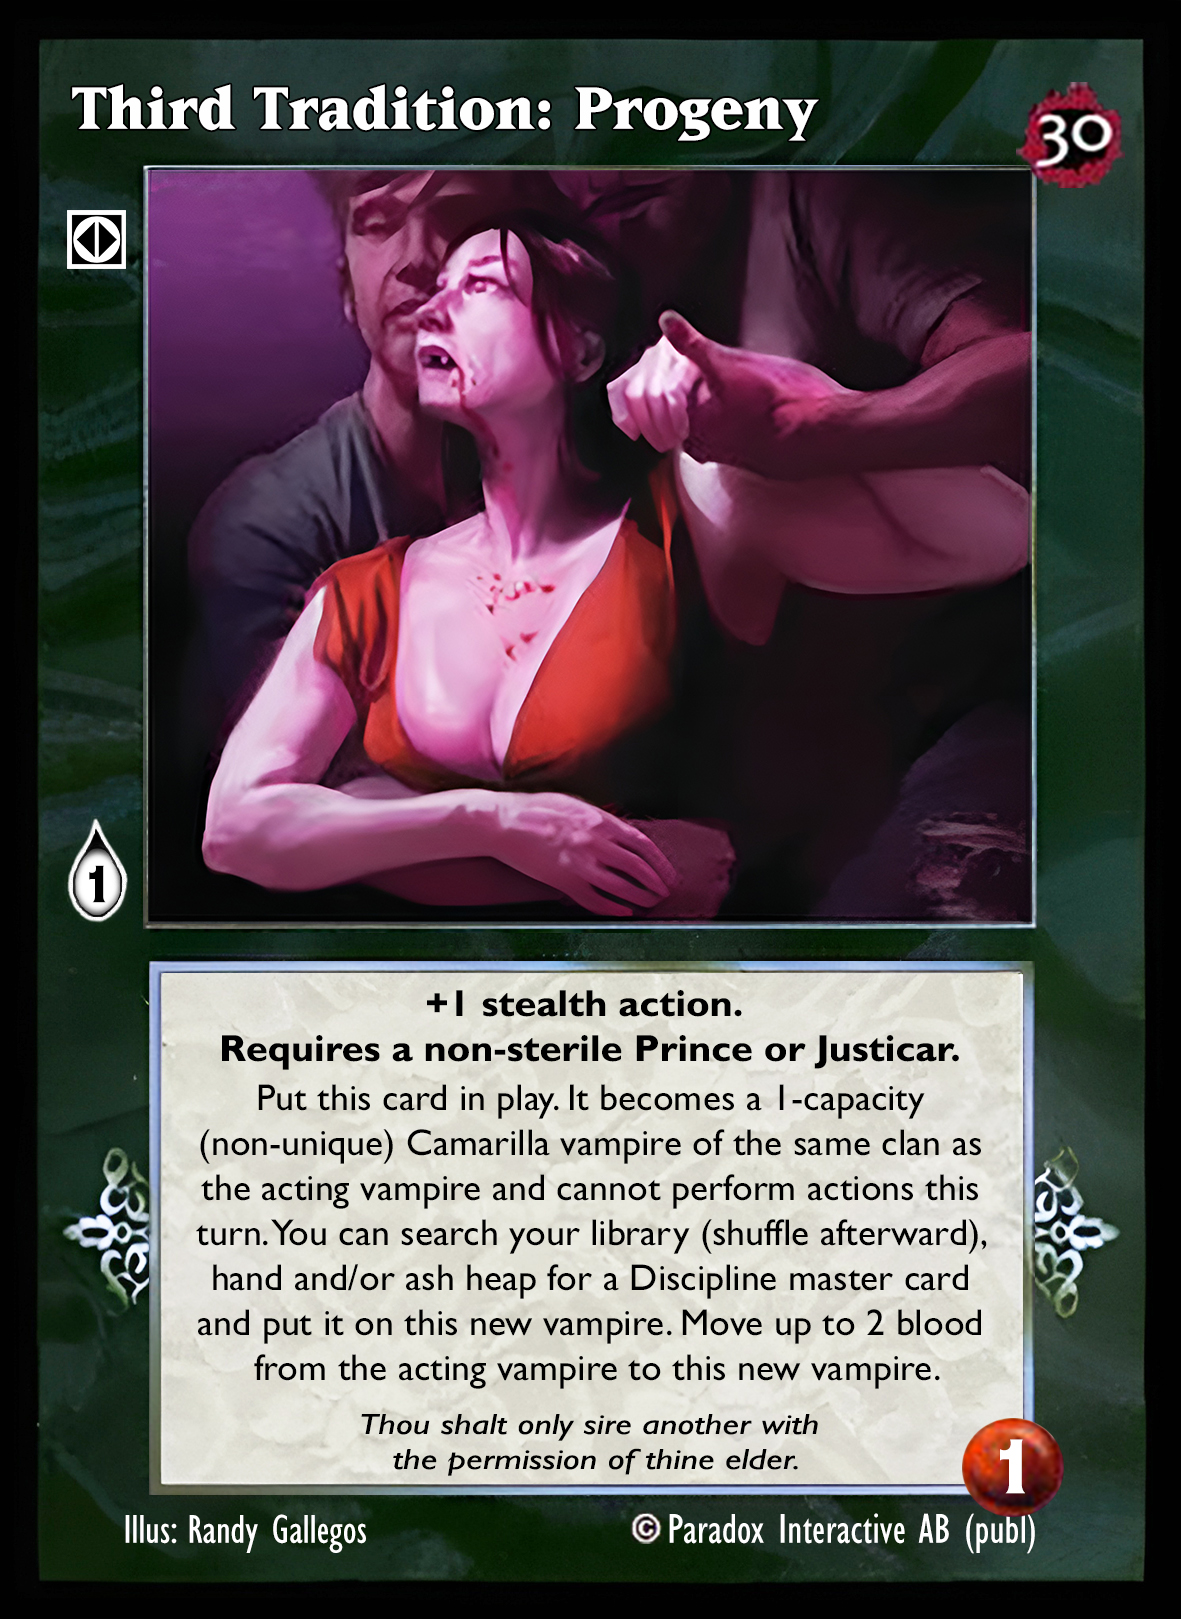 Third Tradition: Progeny
30
1
+1 stealth action.
Requires a non-sterile Prince or Justicar.
Put this card in play. It becomes a 1-capacity
(non-unique) Camarilla vampire of the same clan as
the acting vampire and cannot perform actions this
turn. You can search your library (shuffle afterward),
hand and/or ash heap for a Discipline master card
and put it on this new vampire. Move up to 2 blood
from the acting vampire to this new vampire.
Thou shalt only sire another with
the permission of thine elder.
1
Illus: Randy Gallegos
© Paradox Interactive AB (publ)